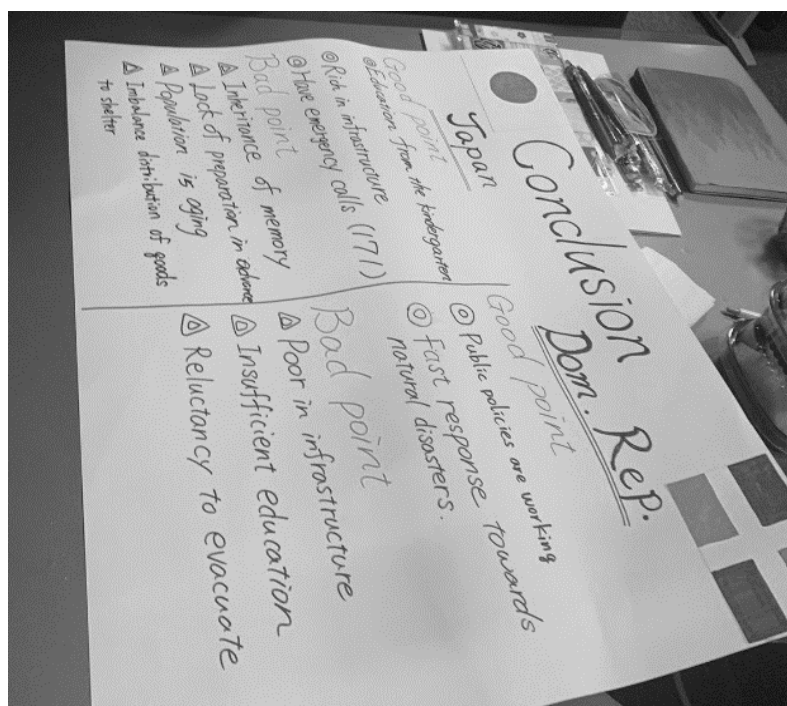 Conclusion
Japan
Good point
◎Education from the kindergarten
◎Rich in infrastructure
◎Have emergency calls (171)
Bad point
△ Inheritance of memory
△ Lack of preparation in advance
△ Population is aging
△ Imbalance distribution of goods
to shelter
Dom. Rep.
Good point
◎ Public policies are working
◎ fast response towards
natural disasters.
Bad point
△ Poor in infrastructure
△ Insufficient education
△ Reluctancy to evacuate